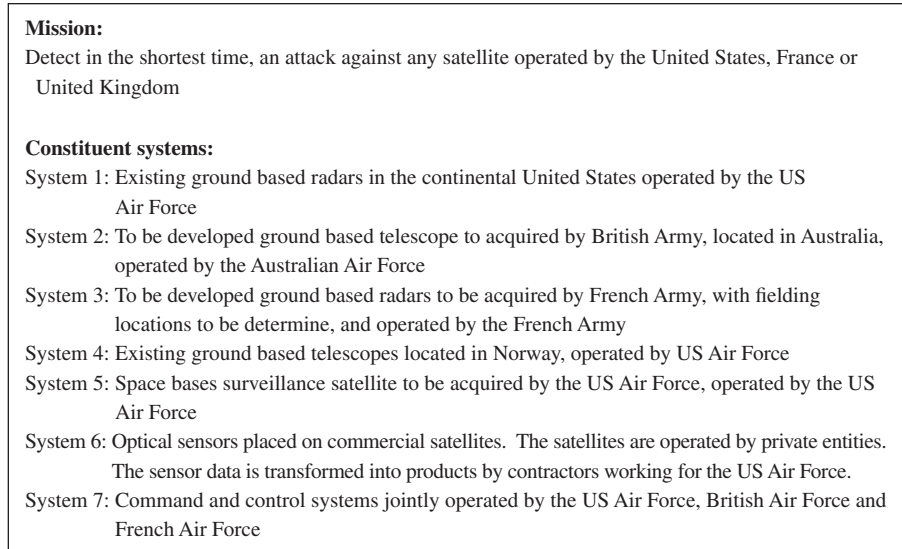 Mission:
Detect in the shortest time, an attack against any satellite operated by the United States, France or
United Kingdom
Constituent systems:
System 1: Existing ground based radars in the continental United States operated by the US
Air Force
System 2: To be developed ground based telescope to acquired by British Army, located in Australia,
operated by the Australian Air Force
System 3: To be developed ground based radars to be acquired by French Army, with fielding
locations to be determine, and operated by the French Army
System 4: Existing ground based telescopes located in Norway, operated by US Air Force
System 5: Space bases surveillance satellite to be acquired by the US Air Force, operated by the US
Air Force
System 6: Optical sensors placed on commercial satellites. The satellites are operated by private entities.
The sensor data is transformed into products by contractors working for the US Air Force.
System 7: Command and control systems jointly operated by the US Air Force, British Air Force and
French Air Force